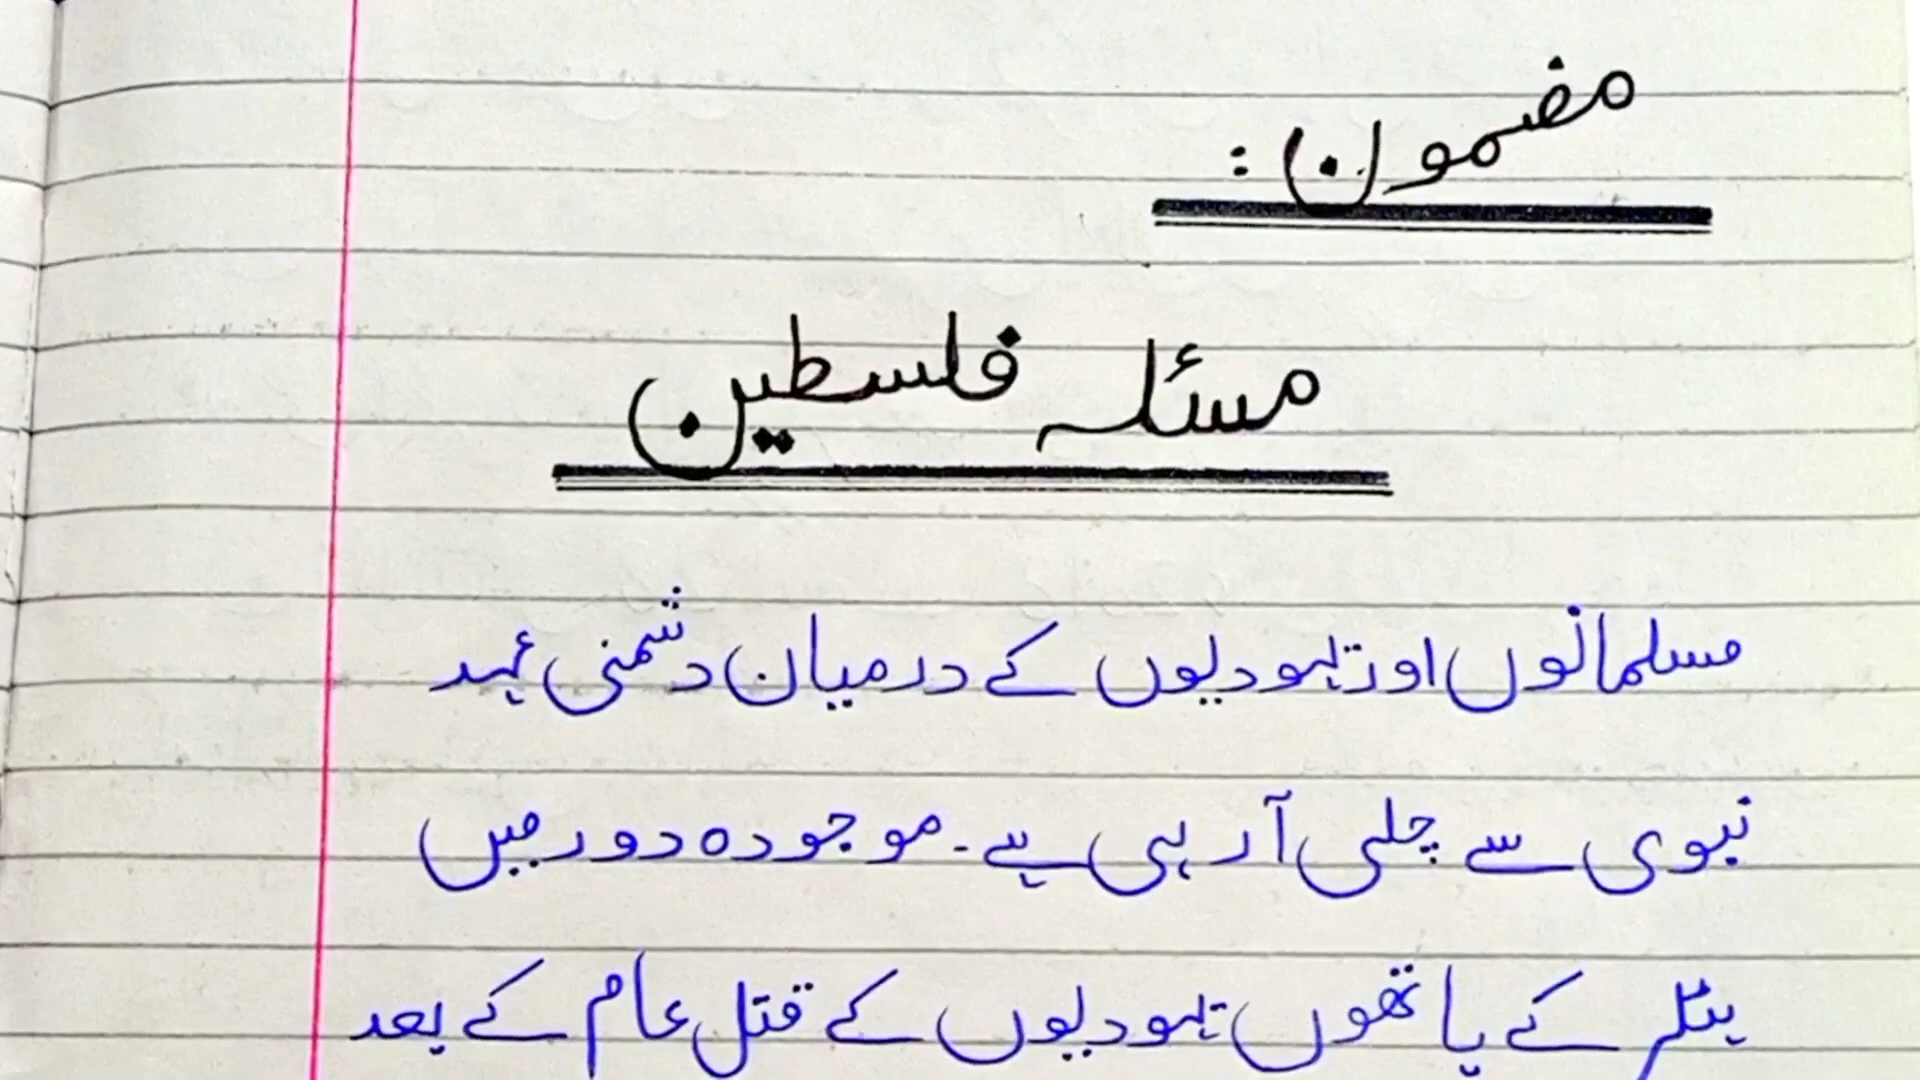 مضمون:
مسئلہ فلسطین
مسلمانوں اور یہودیوں کے درمیان دشمنی عہد
نبوی سے چلی آ رہی ہے۔ موجودہ دور میں
ہٹلر کے ہاتھوں یہودیوں کے قتل عام کے بعد